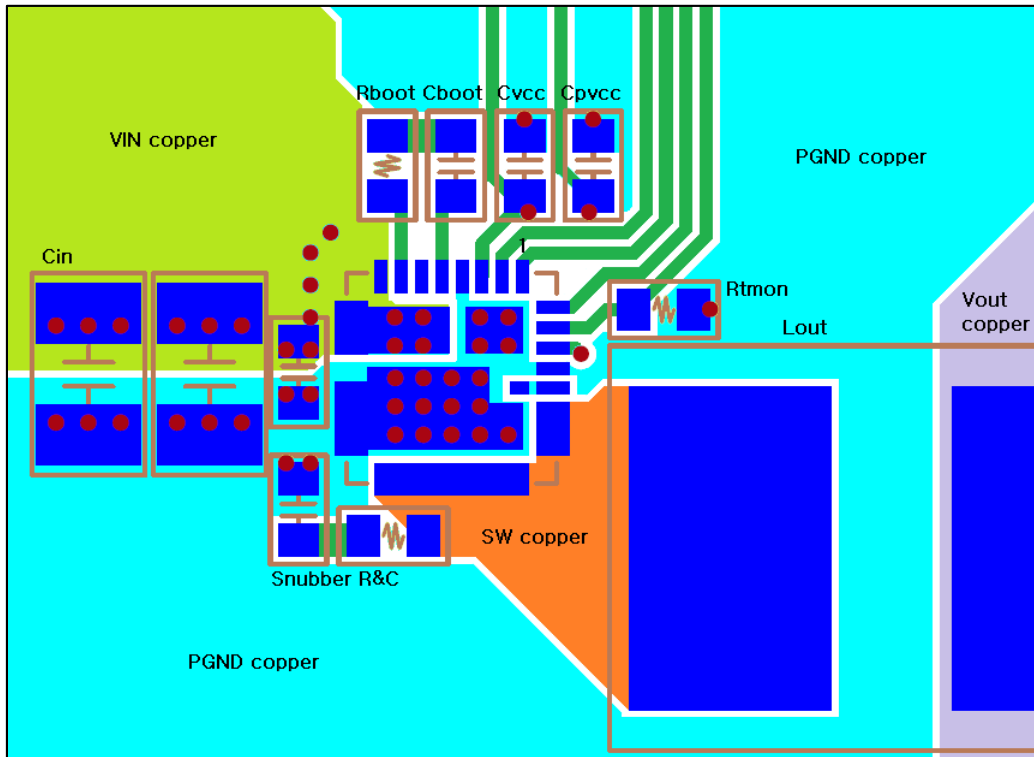 Rboot Cboot Cvcc Cpvcc
VIN copper
PGND copper
1
Cin
Rtmon
Vout
copper
Lout
SW copper
Snubber R&C
PGND copper